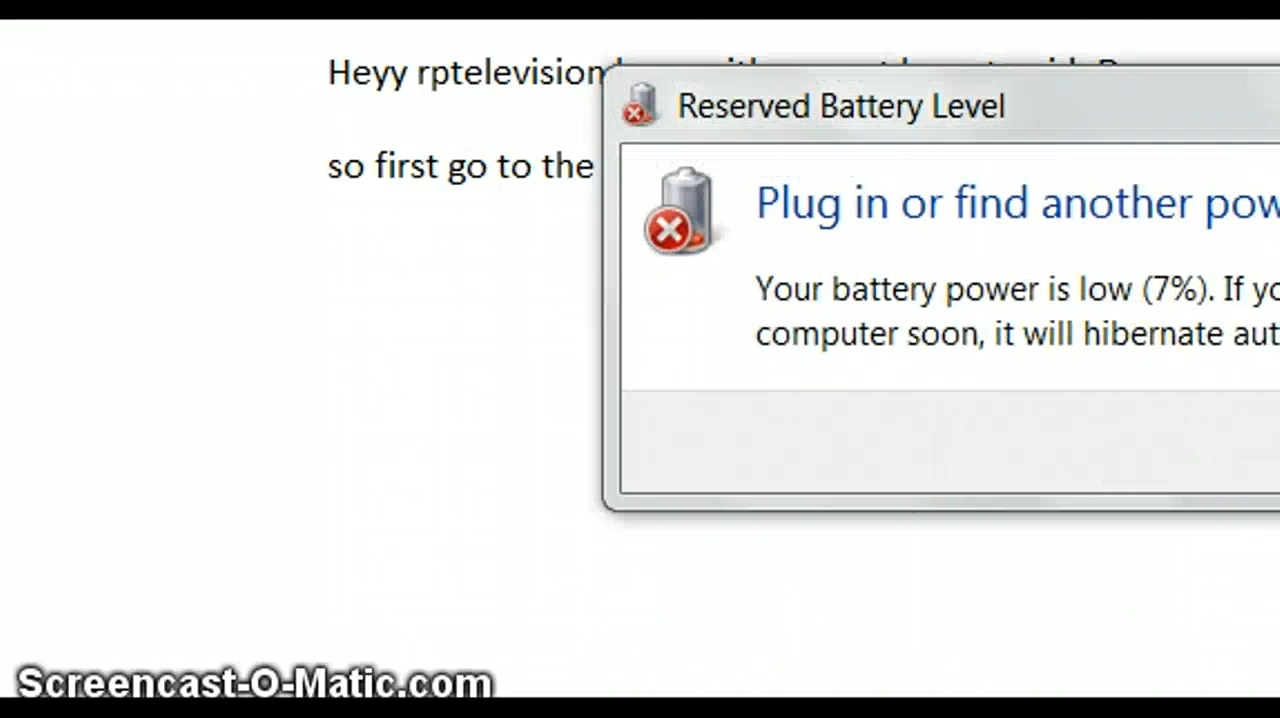 Heyy rptelevision
so first go to the
Reserved Battery Level
Plug in or find another pow
Your battery power is low (7%). If yo
computer soon, it will hibernate aut
Screencast-O-Matic.com